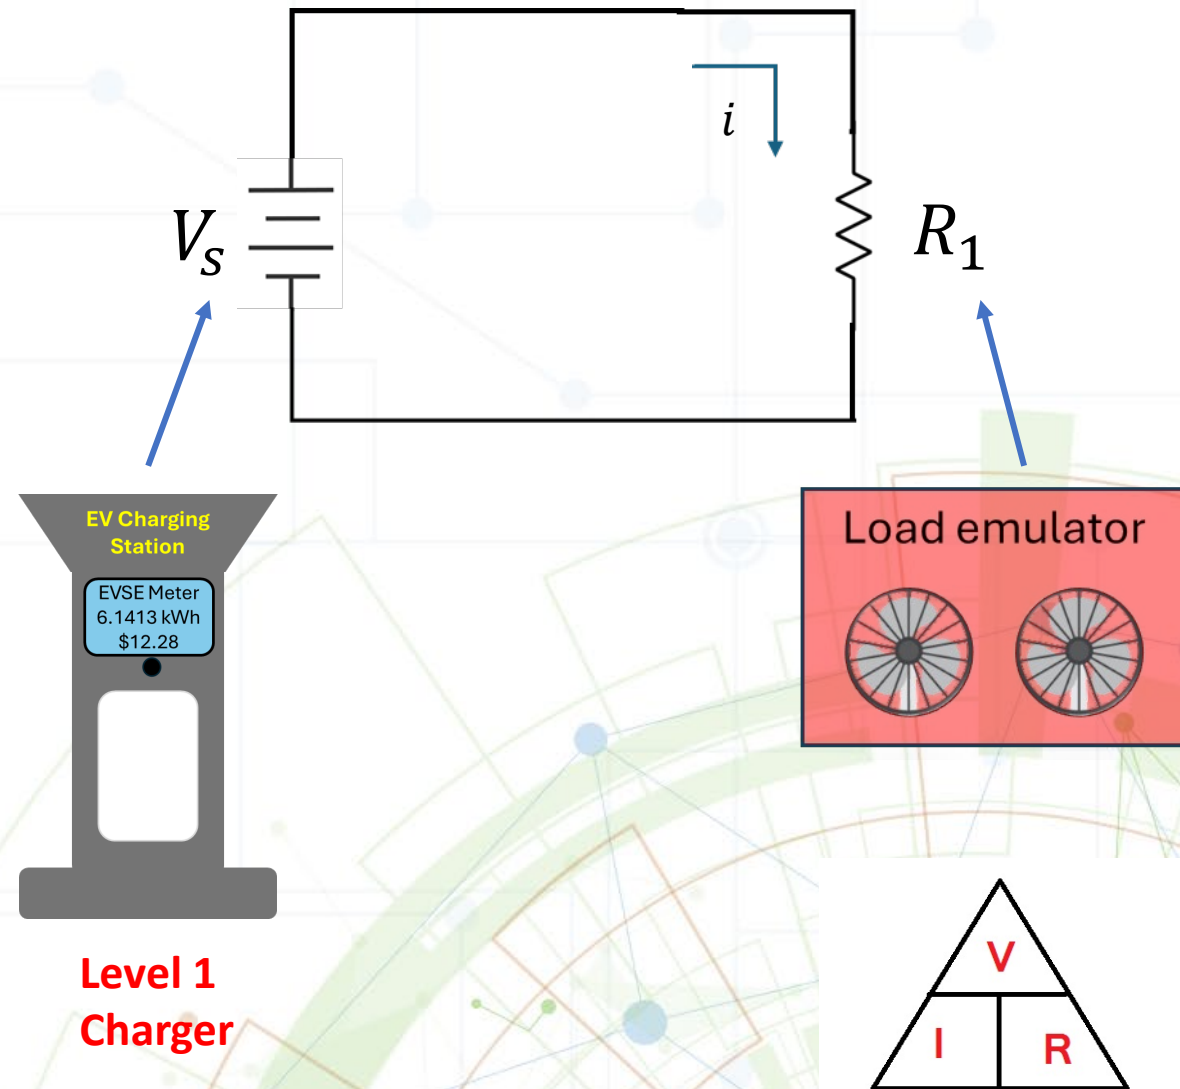 i
Vs
R1
EV Charging
Station
EVSE Meter
6.1413 kWh
$12.28
Load emulator
Level 1
Charger
V
I
R